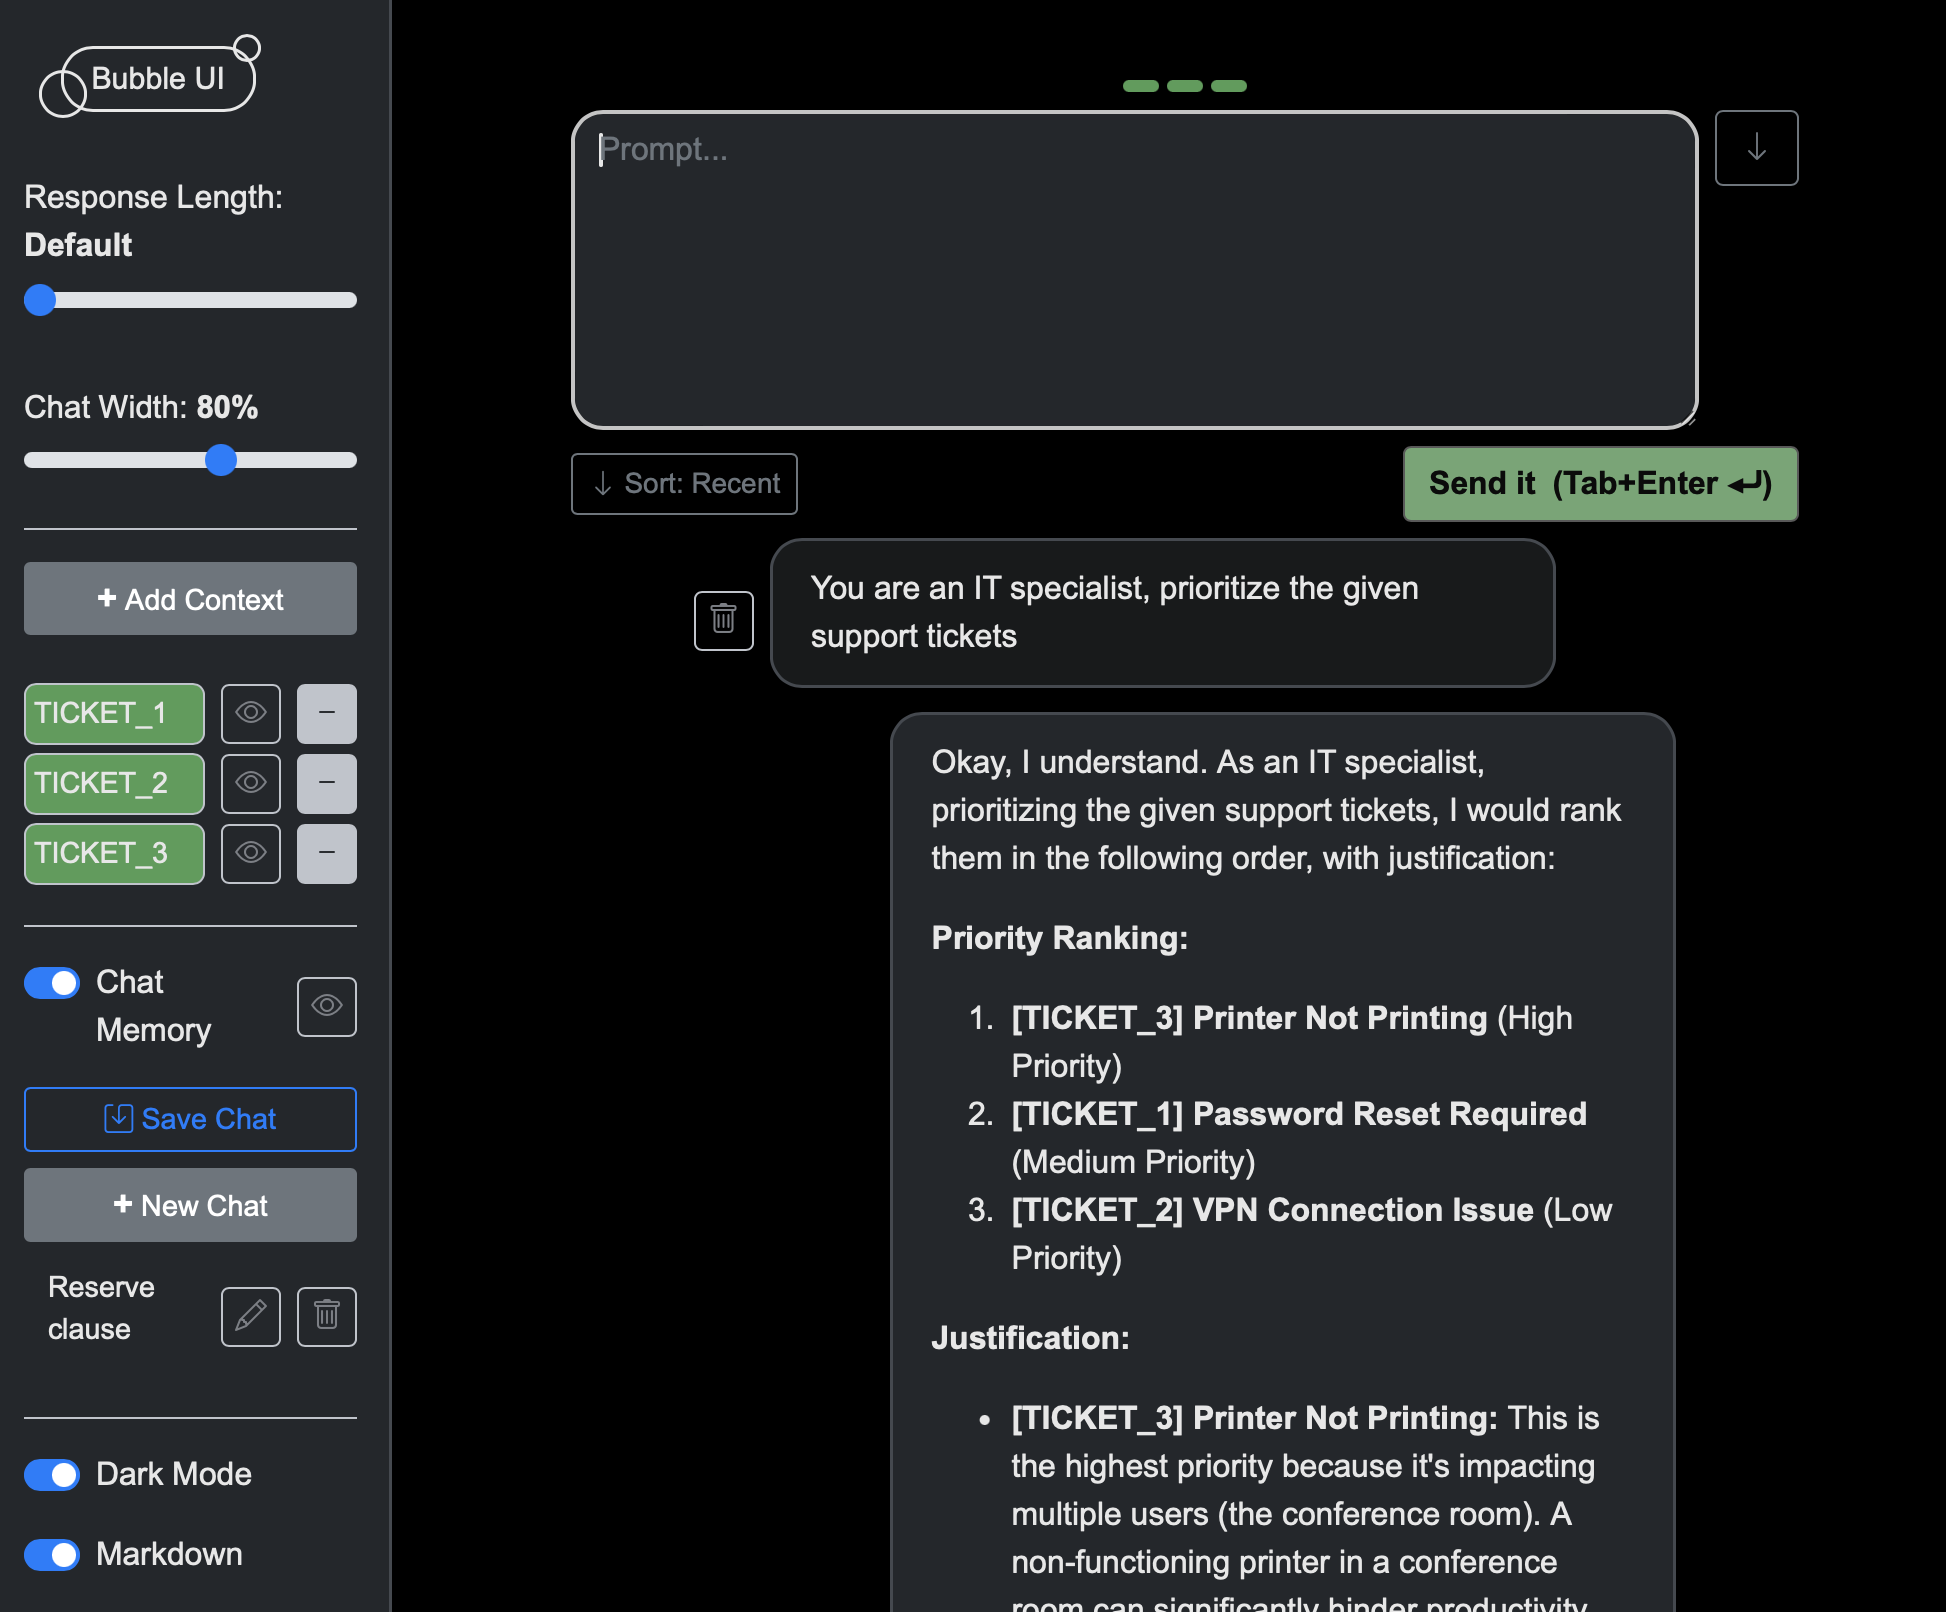 Bubble UI
Response Length:
Default
Chat Width: 80%
+ Add Context
TICKET_1
TICKET_2
TICKET_3
Chat
Memory
Save Chat
+ New Chat
Reserve
clause
Dark Mode
Markdown
Prompt...
↓ Sort: Recent
Send it (Tab+Enter ↵)
You are an IT specialist, prioritize the given
support tickets
Okay, I understand. As an IT specialist,
prioritizing the given support tickets, I would rank
them in the following order, with justification:
Priority Ranking:
1. [TICKET_3] Printer Not Printing (High
Priority)
2. [TICKET_1] Password Reset Required
(Medium Priority)
3. [TICKET_2] VPN Connection Issue (Low
Priority)
Justification:
• [TICKET_3] Printer Not Printing: This is
the highest priority because it's impacting
multiple users (the conference room). A
non-functioning printer in a conference
room can significantly hinder productivity